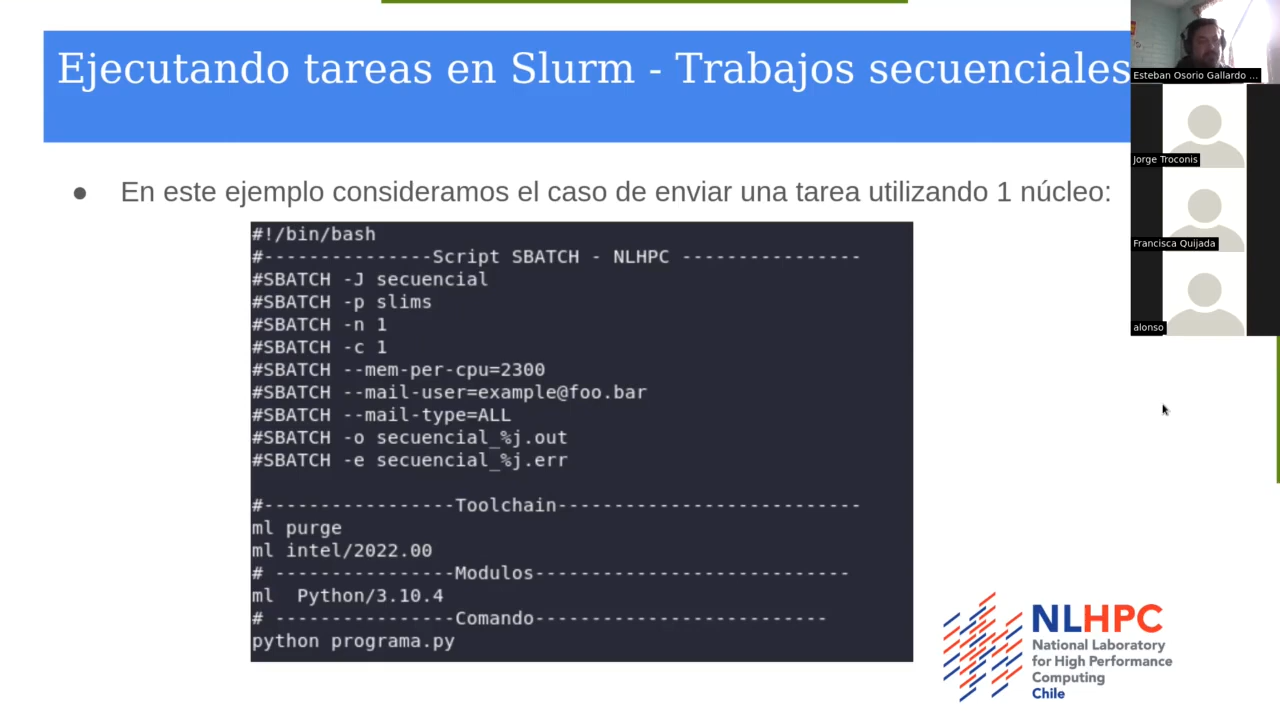 Ejecutando tareas en Slurm - Trabajos secuenciales
● En este ejemplo consideramos el caso de enviar una tarea utilizando 1 núcleo:
#!/bin/bash
#---------------Script SBATCH - NLHPC ----------------
#SBATCH -J secuencial
#SBATCH -p slims
#SBATCH -n 1
#SBATCH -c 1
#SBATCH --mem-per-cpu=2300
#SBATCH --mail-user=example@foo.bar
#SBATCH --mail-type=ALL
#SBATCH -o secuencial_%j.out
#SBATCH -e secuencial_%j.err
#-----------------Toolchain---------------------------
ml purge
ml intel/2022.00
# ----------------Modulos----------------------------
ml  Python/3.10.4
# ----------------Comando--------------------------
python programa.py
NLHPC
National Laboratory
for High Performance
Computing
Chile
Esteban Osorio Gallardo ...
Jorge Troconis
Francisca Quijada
alonso